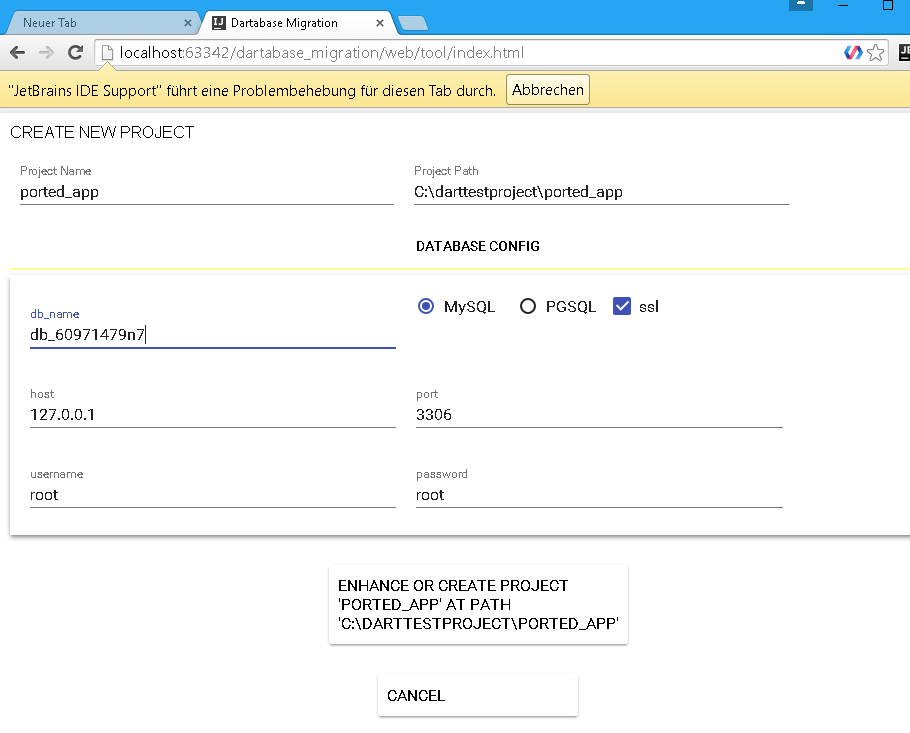 Neuer Tab
Dartabase Migration
localhost:63342/dartabase_migration/web/tool/index.html
"JetBrains IDE Support" führt eine Problembehebung für diesen Tab durch. Abbrechen
CREATE NEW PROJECT
Project Name Project Path
ported_app C:\darttestproject\ported_app
DATABASE CONFIG
db_name MySQL PGSQL ssl
db_60971479n7
host port
127.0.0.1 3306
username password
root root
ENHANCE OR CREATE PROJECT
'PORTED_APP' AT PATH
'C:\DARTTESTPROJECT\PORTED_APP'
CANCEL